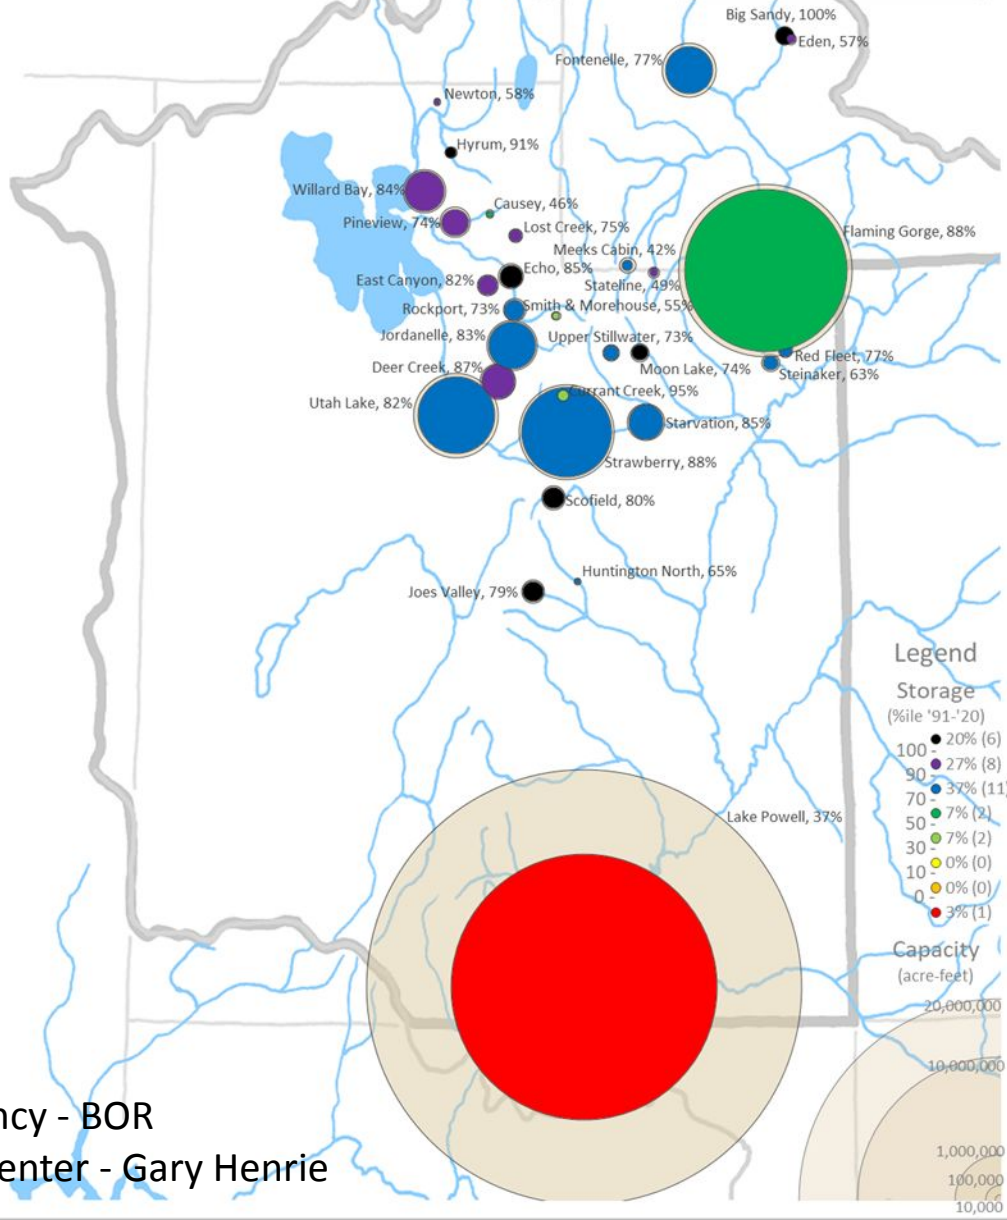 Big Sandy, 100%
Eden, 57%
Fontenelle, 77%
Newton, 58%
Hyrum, 91%
Willard Bay, 84%
Causey, 46%
Pineview, 74%
Lost Creek, 75%
Flaming Gorge, 88%
Meeks Cabin, 42%
Echo, 85%
East Canyon, 82%
Stateline, 49%
Rockport, 73%
Smith & Morehouse, 55%
Jordanelle, 83%
Upper Stillwater, 73%
Red Fleet, 77%
Deer Creek, 87%
Moon Lake, 74%
Steinaker, 63%
Currant Creek, 95%
Utah Lake, 82%
Starvation, 85%
Strawberry, 88%
Scofield, 80%
Huntington North, 65%
Joes Valley, 79%
Legend
Storage
(%ile '91-'20)
20% (6)
100 -
27% (8)
90 -
37% (11)
70 -
7% (2)
50 -
7% (2)
30 -
0% (0)
10 -
0% (0)
0 -
3% (1)
Lake Powell, 37%
Capacity
(acre-feet)
20,000,000
10,000,000
1,000,000
100,000
10,000
ncy - BOR
enter - Gary Henrie